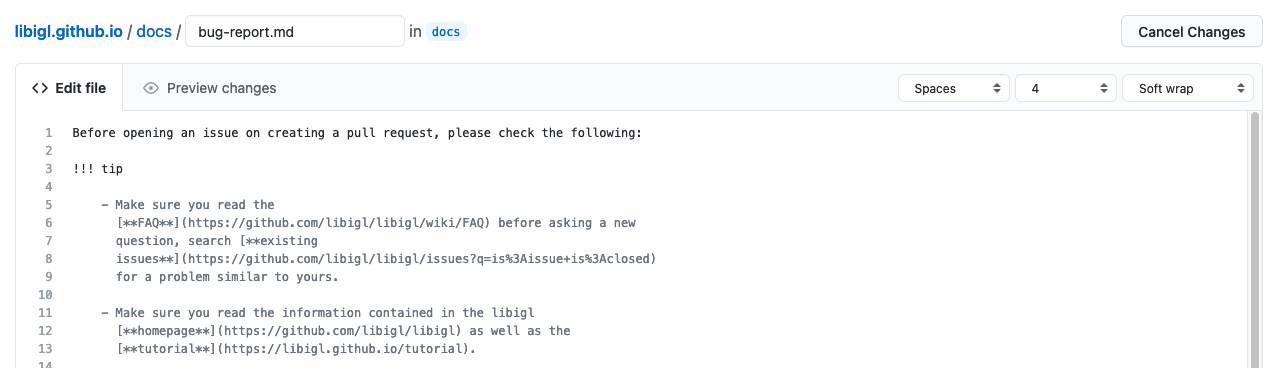 libigl.github.io / docs / bug-report.md in docs Cancel Changes
Edit file Preview changes Spaces 4 Soft wrap
1 Before opening an issue on creating a pull request, please check the following:
2
3 !!! tip
4
5 - Make sure you read the
6 [**FAQ**](https://github.com/libigl/libigl/wiki/FAQ) before asking a new
7 question, search [**existing
8 issues**](https://github.com/libigl/libigl/issues?q=is%3Aissue+is%3Aclosed)
9 for a problem similar to yours.
10
11 - Make sure you read the information contained in the libigl
12 [**homepage**](https://github.com/libigl/libigl) as well as the
13 [**tutorial**](https://libigl.github.io/tutorial).
14